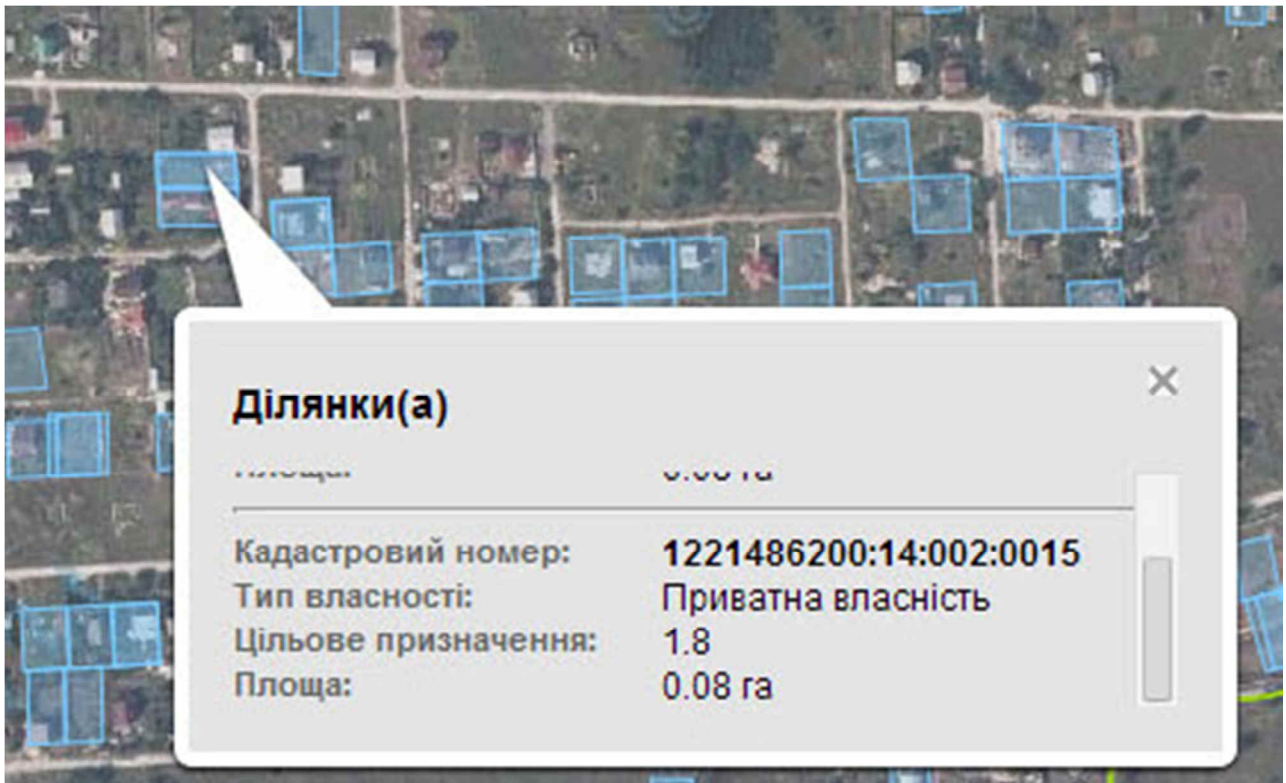 Ділянки(а)
Кадастровий номер: 1221486200:14:002:0015
Тип власності: Приватна власність
Цільове призначення: 1.8
Площа: 0.08 га